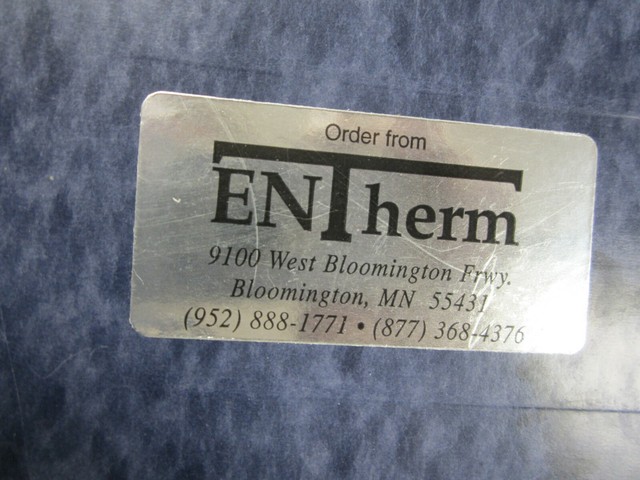 Order from
ENTherm
9100 West Bloomington Frwy.
Bloomington, MN 55431
(952) 888-1771 • (877) 368-4376